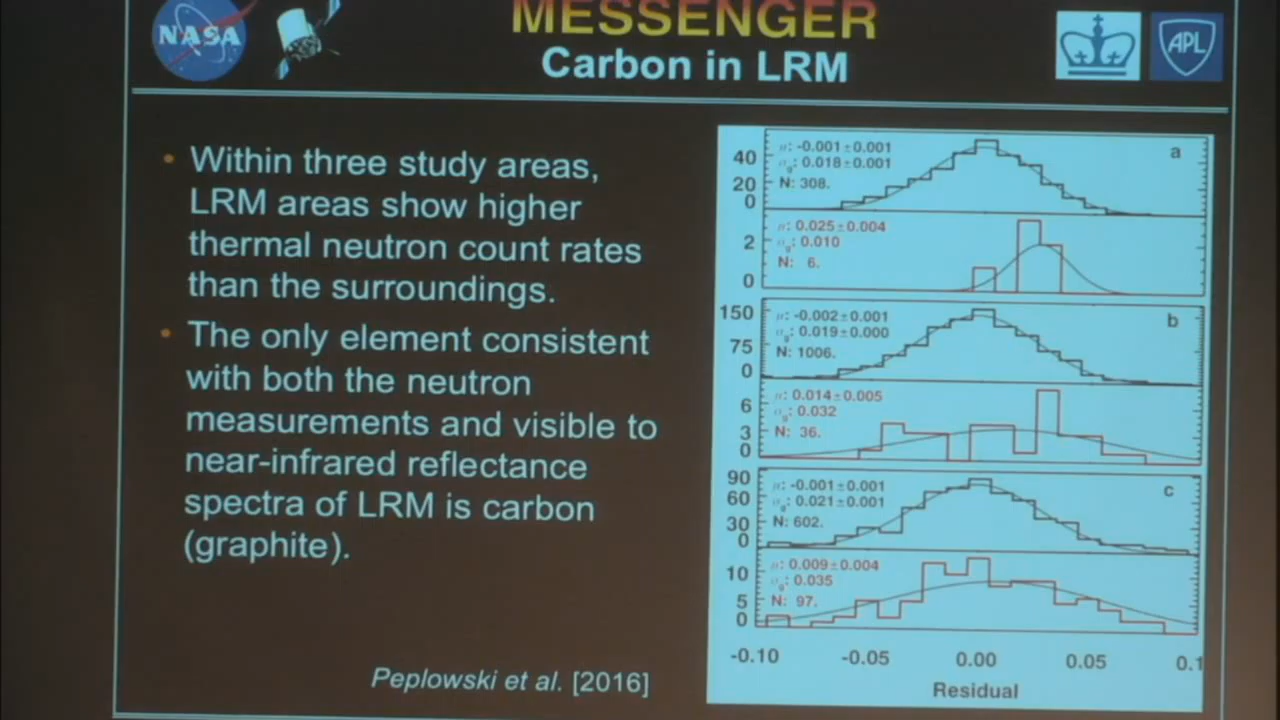 MESSENGER
Carbon in LRM
NASA
APL
• Within three study areas,
LRM areas show higher
thermal neutron count rates
than the surroundings.
• The only element consistent
with both the neutron
measurements and visible to
near-infrared reflectance
spectra of LRM is carbon
(graphite).
Peplowski et al. [2016]
40
20
0
μ: -0.001±0.001
σg: 0.018±0.001
N: 308.
a
2
0
μ: 0.025±0.004
σg: 0.010
N: 6.
150
75
0
μ: -0.002±0.001
σg: 0.019±0.000
N: 1006.
b
6
3
0
μ: 0.014±0.005
σg: 0.032
N: 36.
90
60
30
0
μ: -0.001±0.001
σg: 0.021±0.001
N: 602.
c
10
5
0
μ: 0.009±0.004
σg: 0.035
N: 97.
-0.10 -0.05 0.00 0.05 0.1
Residual